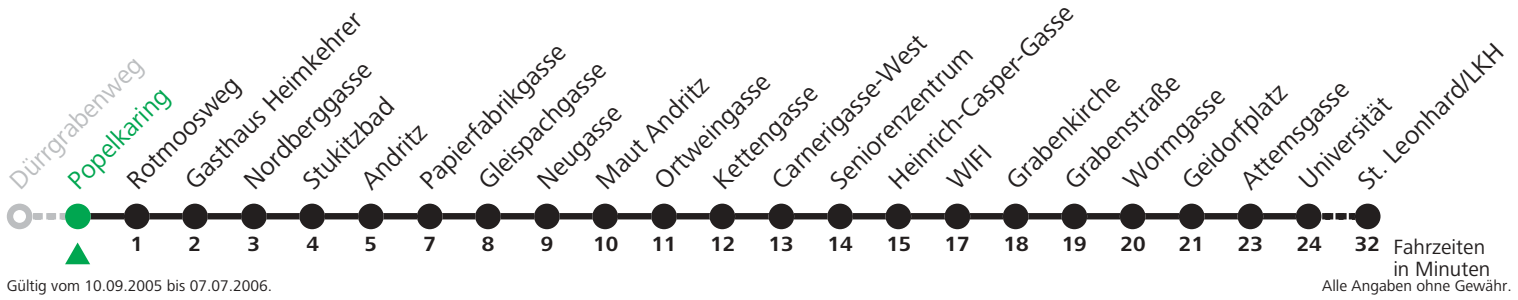 Dürrgrabenweg
Popelkaring
Rotmoosweg
Gasthaus Heimkehrer
Nordberggasse
Stukitzbad
Andritz
Papierfabrikgasse
Gleispachgasse
Neugasse
Maut Andritz
Ortweingasse
Kettengasse
Carnerigasse-West
Seniorenzentrum
Heinrich-Casper-Gasse
WIFI
Grabenkirche
Grabenstraße
Wormgasse
Geidorfplatz
Attemsgasse
Universität
St. Leonhard/LKH
1 2 3 4 5 7 8 9 10 11 12 13 14 15 17 18 19 20 21 23 24 32
Fahrzeiten
in Minuten
Gültig vom 10.09.2005 bis 07.07.2006.
Alle Angaben ohne Gewähr.